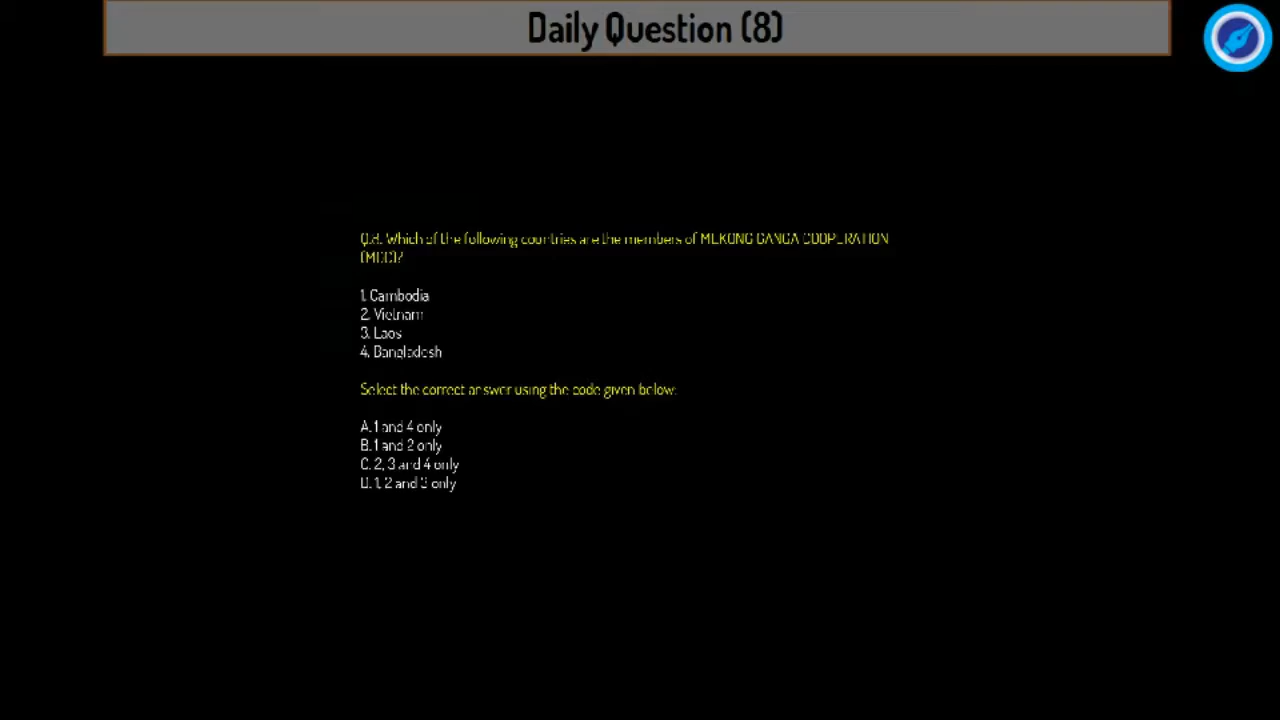 Daily Question (8)
Q.8. Which of the following countries are the members of MEKONG GANGA COOPERATION
(MGC)?
1. Cambodia
2. Vietnam
3. Laos
4. Bangladesh
Select the correct answer using the code given below:
A.1 and 4 only
B.1 and 2 only
C. 2, 3 and 4 only
D. 1, 2 and 3 only